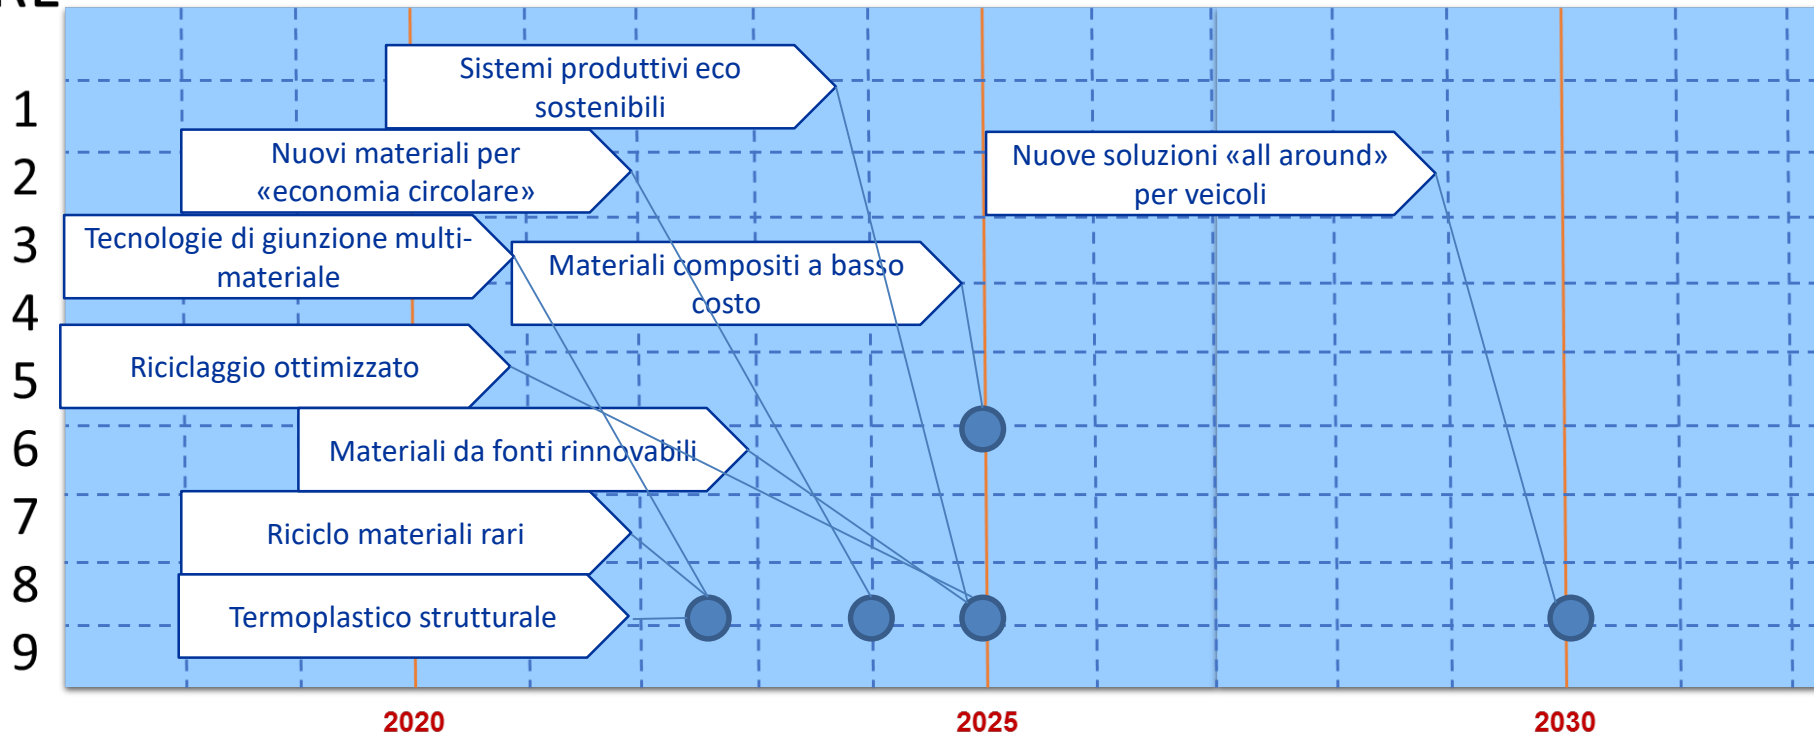 Sistemi produttivi eco
sostenibili
1
Nuovi materiali per
«economia circolare»
Nuove soluzioni «all around»
per veicoli
2
Tecnologie di giunzione multi-
materiale
3
Materiali compositi a basso
costo
4
Riciclaggio ottimizzato
5
Materiali da fonti rinnovabili
6
Riciclo materiali rari
7
8
Termoplastico strutturale
9
2020
2025
2030